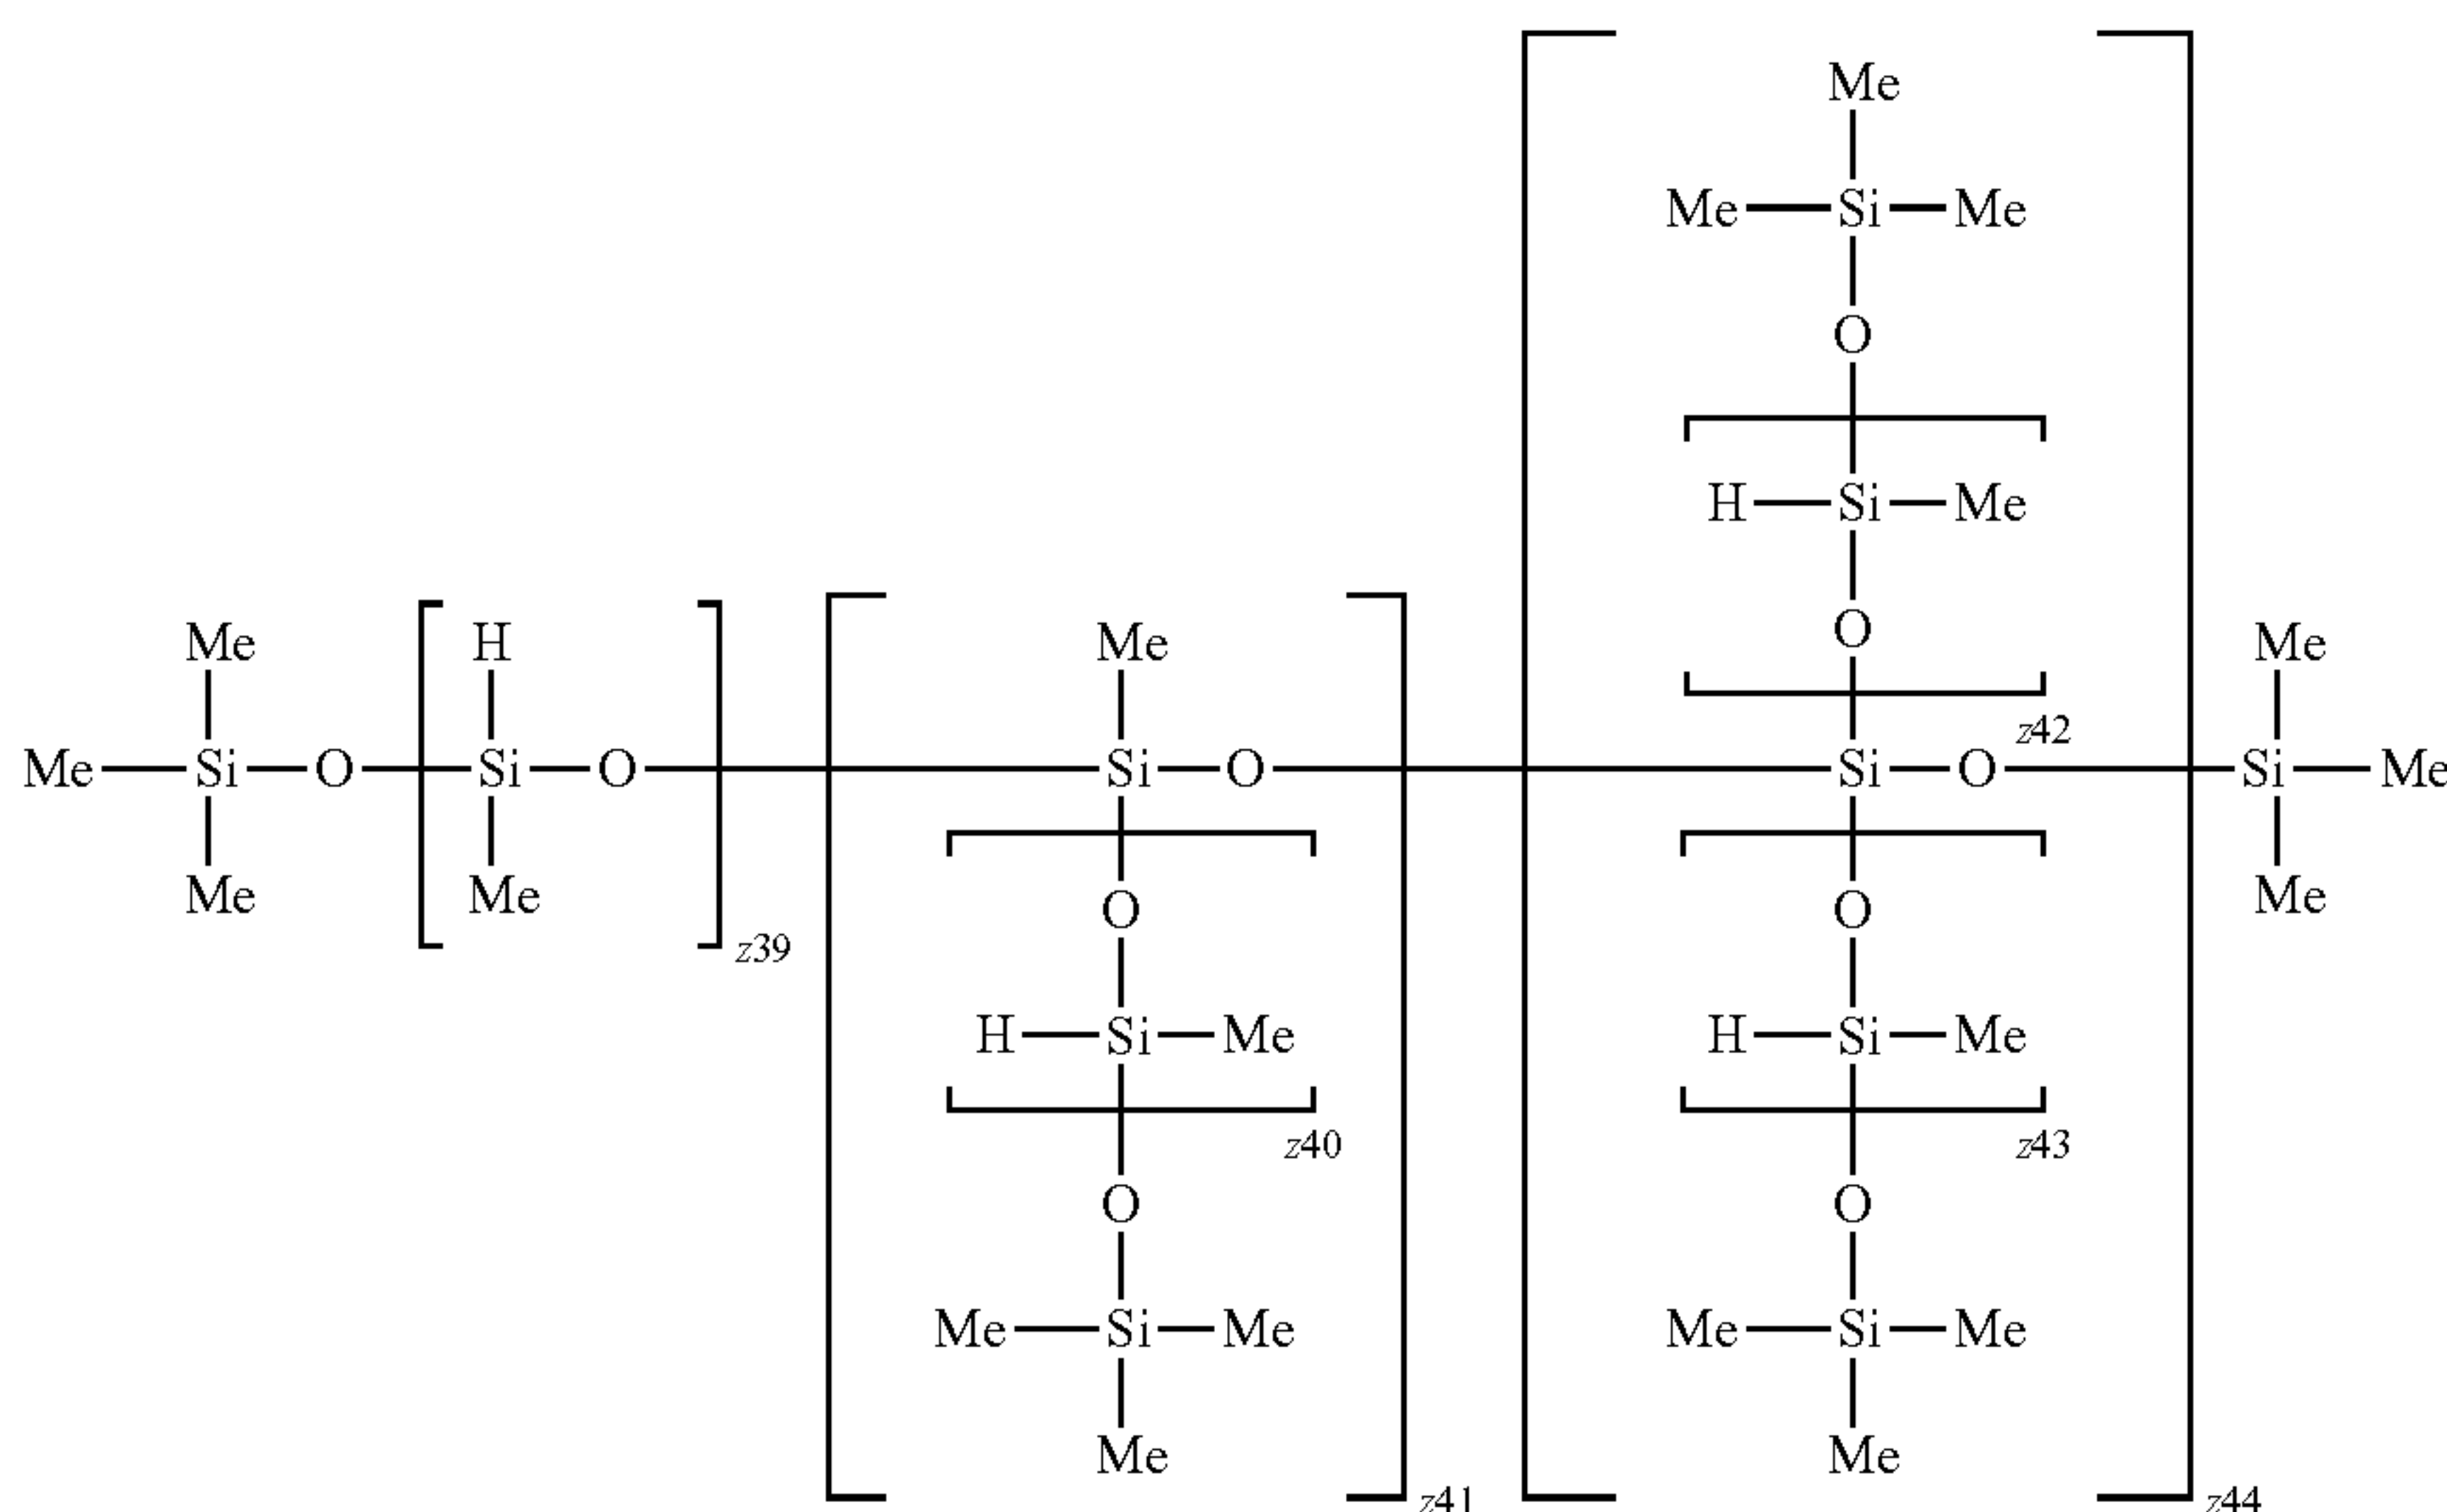 Me
Me Si Me
O
H Si Me
O
z42
Me H Me Me
Me Si O Si O Si O Si O Si Me
Me Me O O Me
z39
H Si Me H Si Me
z40 z43
O O
Me Si Me Me Si Me
Me Me
z41 z44